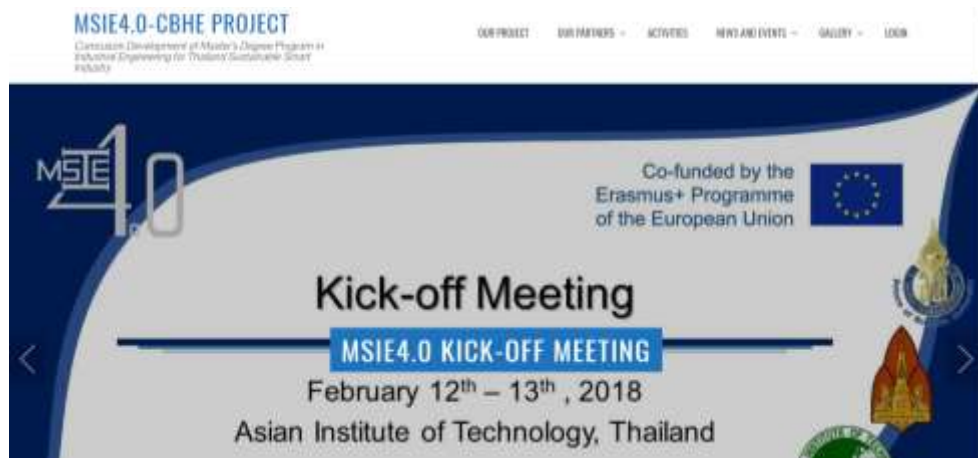 MSIE4.0-CBHE PROJECT
Curriculum Development of Master's Degree Program in
Industrial Engineering for Thailand Sustainable Smart
Industry
OUR PROJECT
OUR PARTNERS
ACTIVITIES
NEWS AND EVENTS
GALLERY
LOGIN
MSIE 4.0
Co-funded by the
Erasmus+ Programme
of the European Union
Kick-off Meeting
MSIE4.0 KICK-OFF MEETING
February 12th – 13th , 2018
Asian Institute of Technology, Thailand